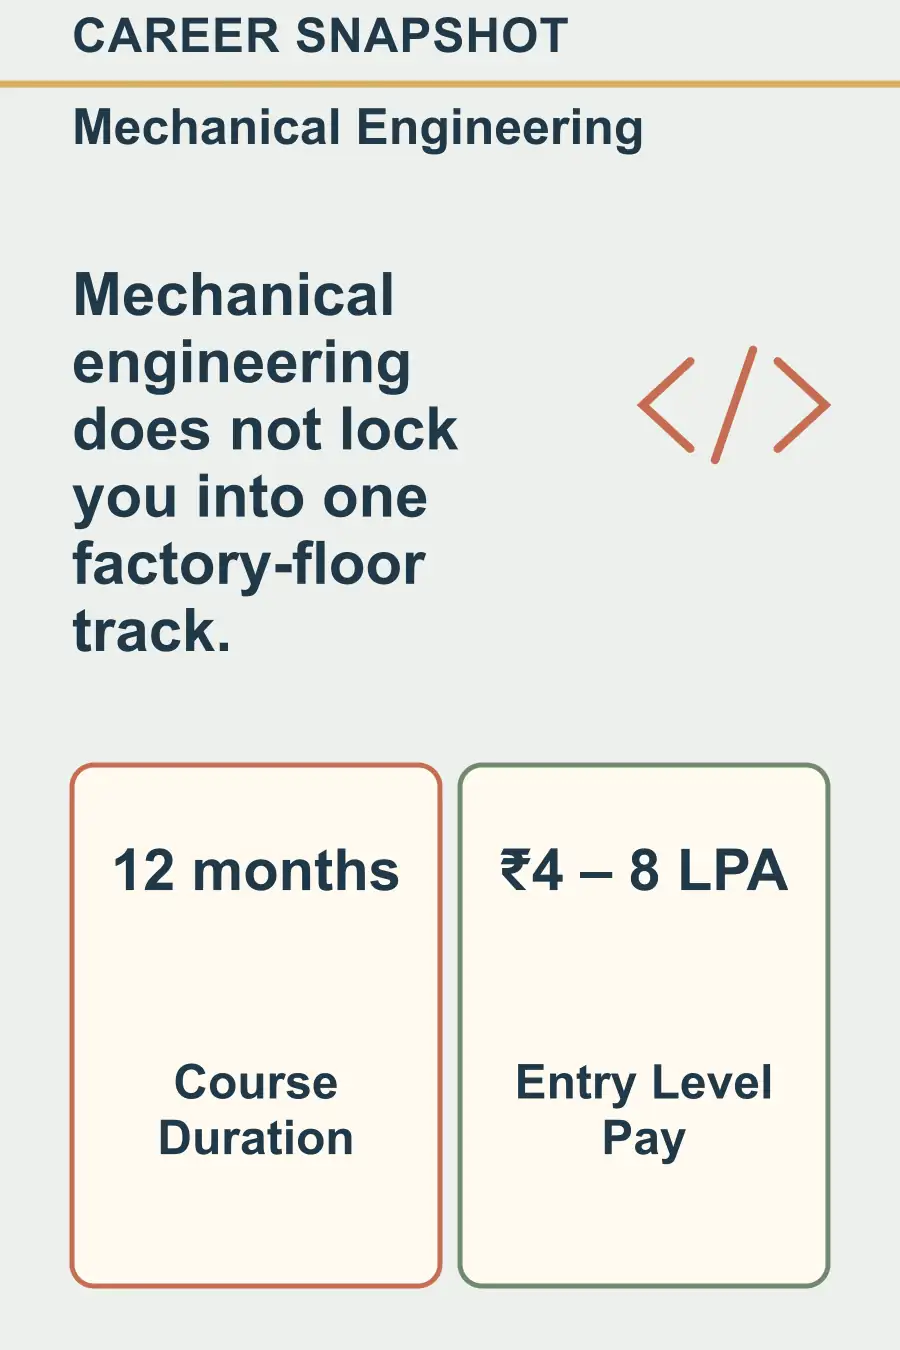 CAREER SNAPSHOT
Mechanical Engineering
Mechanical
engineering
does not lock
you into one
factory-floor
track.
12 months
Course
Duration
₹4 – 8 LPA
Entry Level
Pay